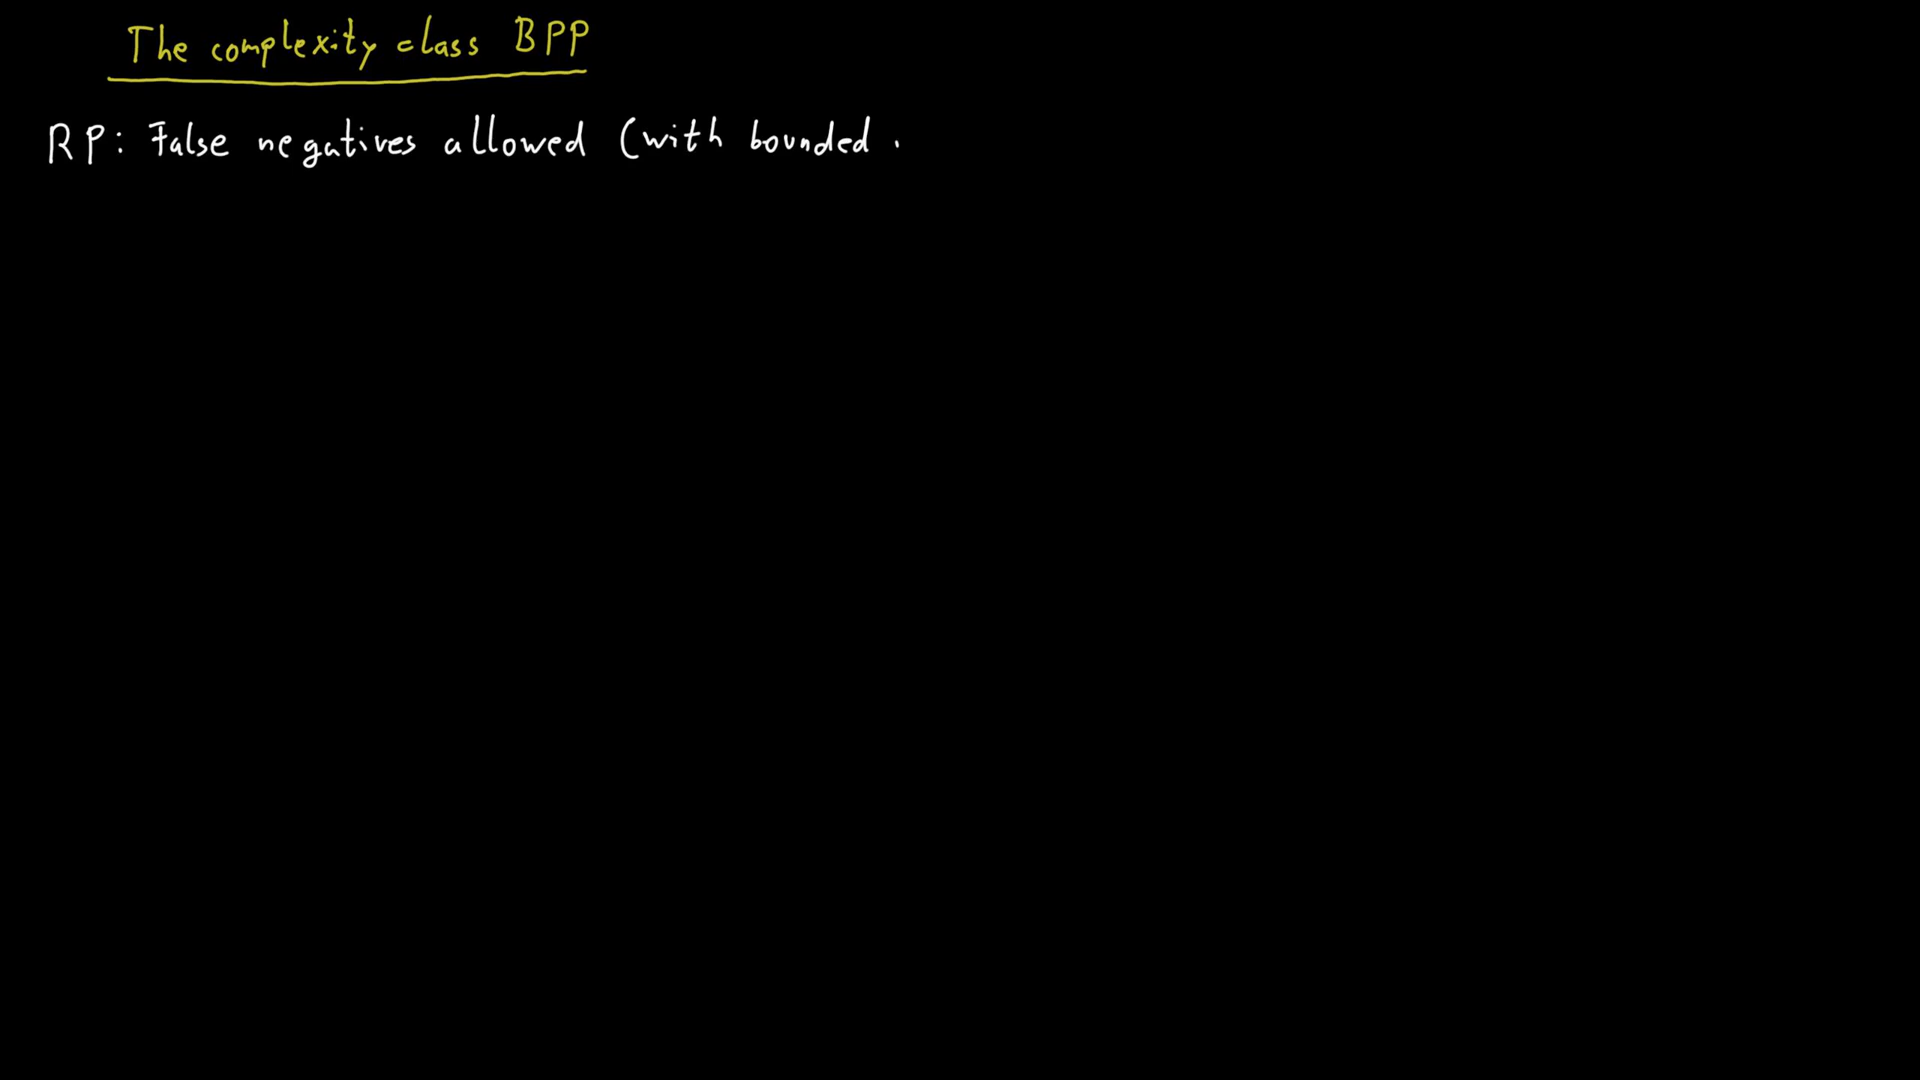 The complexity class BPP
RP: False negatives allowed (with bounded